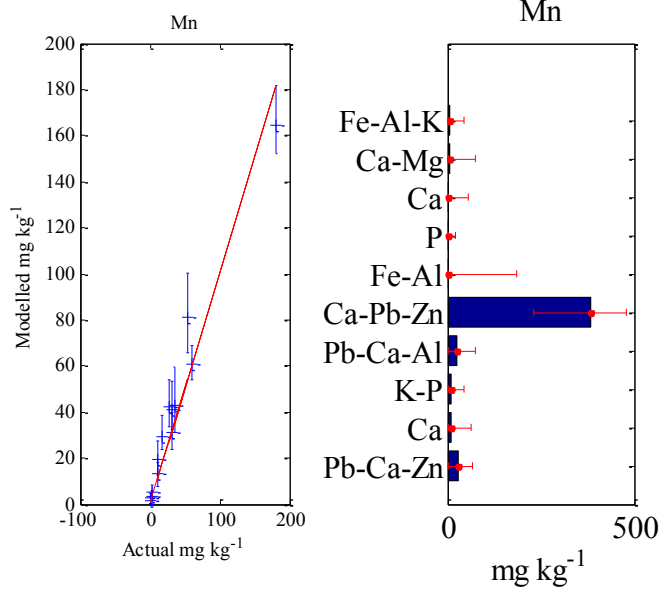 Mn
200
180
160
140
120
100
80
60
40
20
0
-100 0 100 200
Modelled mg kg⁻¹
Actual mg kg⁻¹
Mn
Fe-Al-K
Ca-Mg
Ca
P
Fe-Al
Ca-Pb-Zn
Pb-Ca-Al
K-P
Ca
Pb-Ca-Zn
0 500
mg kg⁻¹